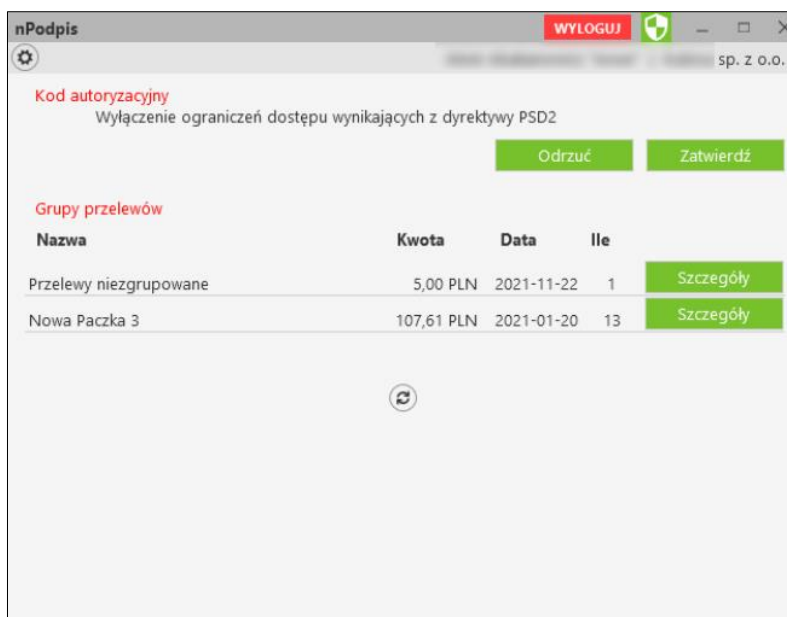 nPodpis WYLOGUJ
sp. z o.o.
Kod autoryzacyjny
Wyłączenie ograniczeń dostępu wynikających z dyrektywy PSD2
Odrzuć Zatwierdź
Grupy przelewów
Nazwa Kwota Data Ile
Przelewy niezgrupowane 5,00 PLN 2021-11-22 1 Szczegóły
Nowa Paczka 3 107,61 PLN 2021-01-20 13 Szczegóły